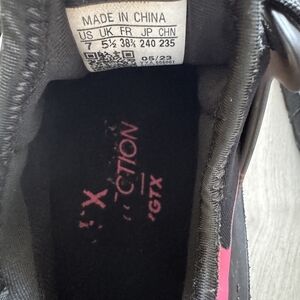 MADE IN CHINA
US UK FR JP CHN
7 5½ 38⅔ 240 235
05/23
X
CTION
/GTX